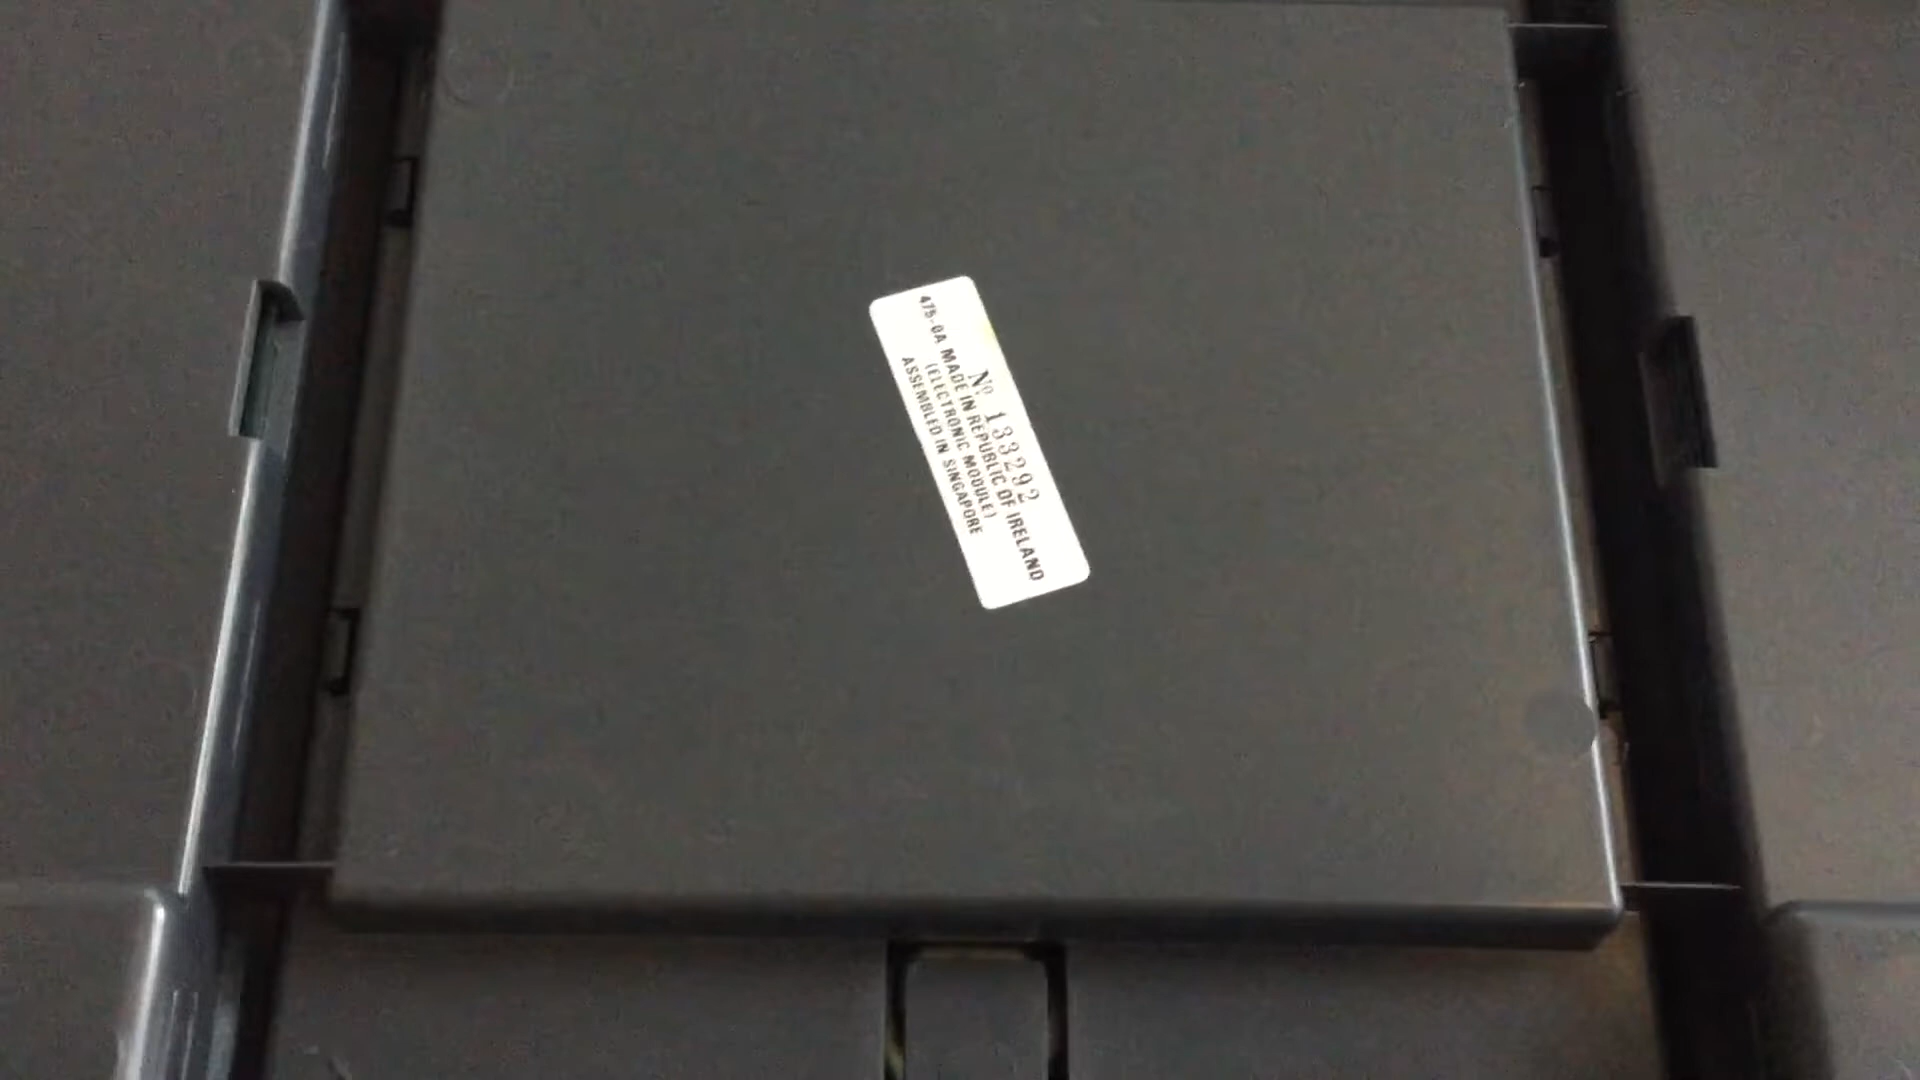 Nº 133292
475-0A MADE IN REPUBLIC OF IRELAND
(ELECTRONIC MODULE)
ASSEMBLED IN SINGAPORE